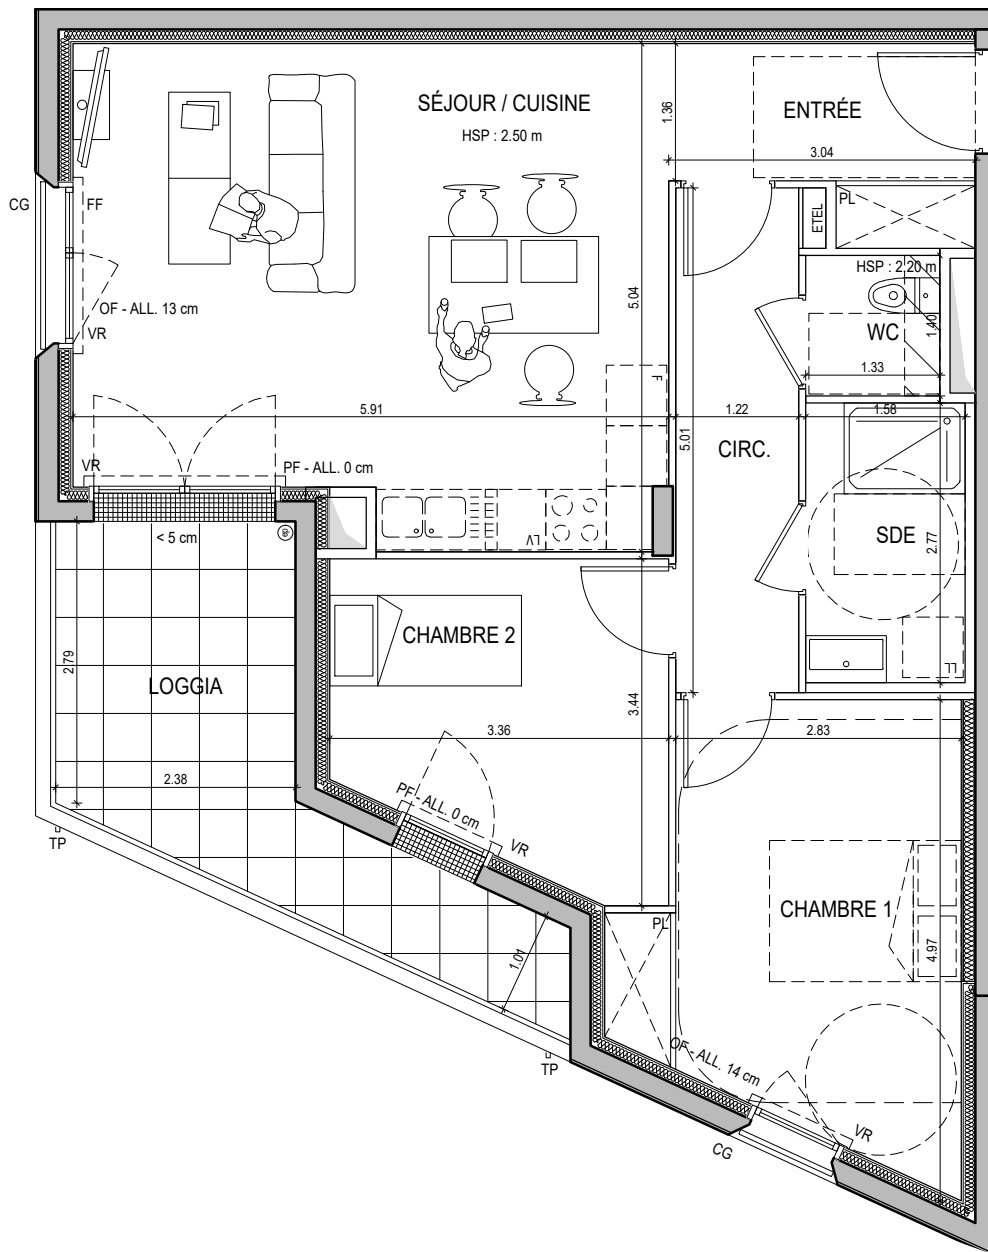 SÉJOUR / CUISINE
HSP : 2.50 m
1.36
ENTRÉE
3.04
CG
FF
PL
ETEL
HSP : 2.20 m
OF - ALL. 13 cm
VR
5.04
WC
1.40
1.33
F
5.91
1.22
1.58
5.01
CIRC.
VR
PF - ALL. 0 cm
< 5 cm
LV
SDE
2.77
CHAMBRE 2
LL
2.79
LOGGIA
3.44
3.36
2.83
2.38
PF - ALL. 0 cm
VR
TP
CHAMBRE 1
PL
4.97
1.01
OF - ALL. 14 cm
TP
VR
CG